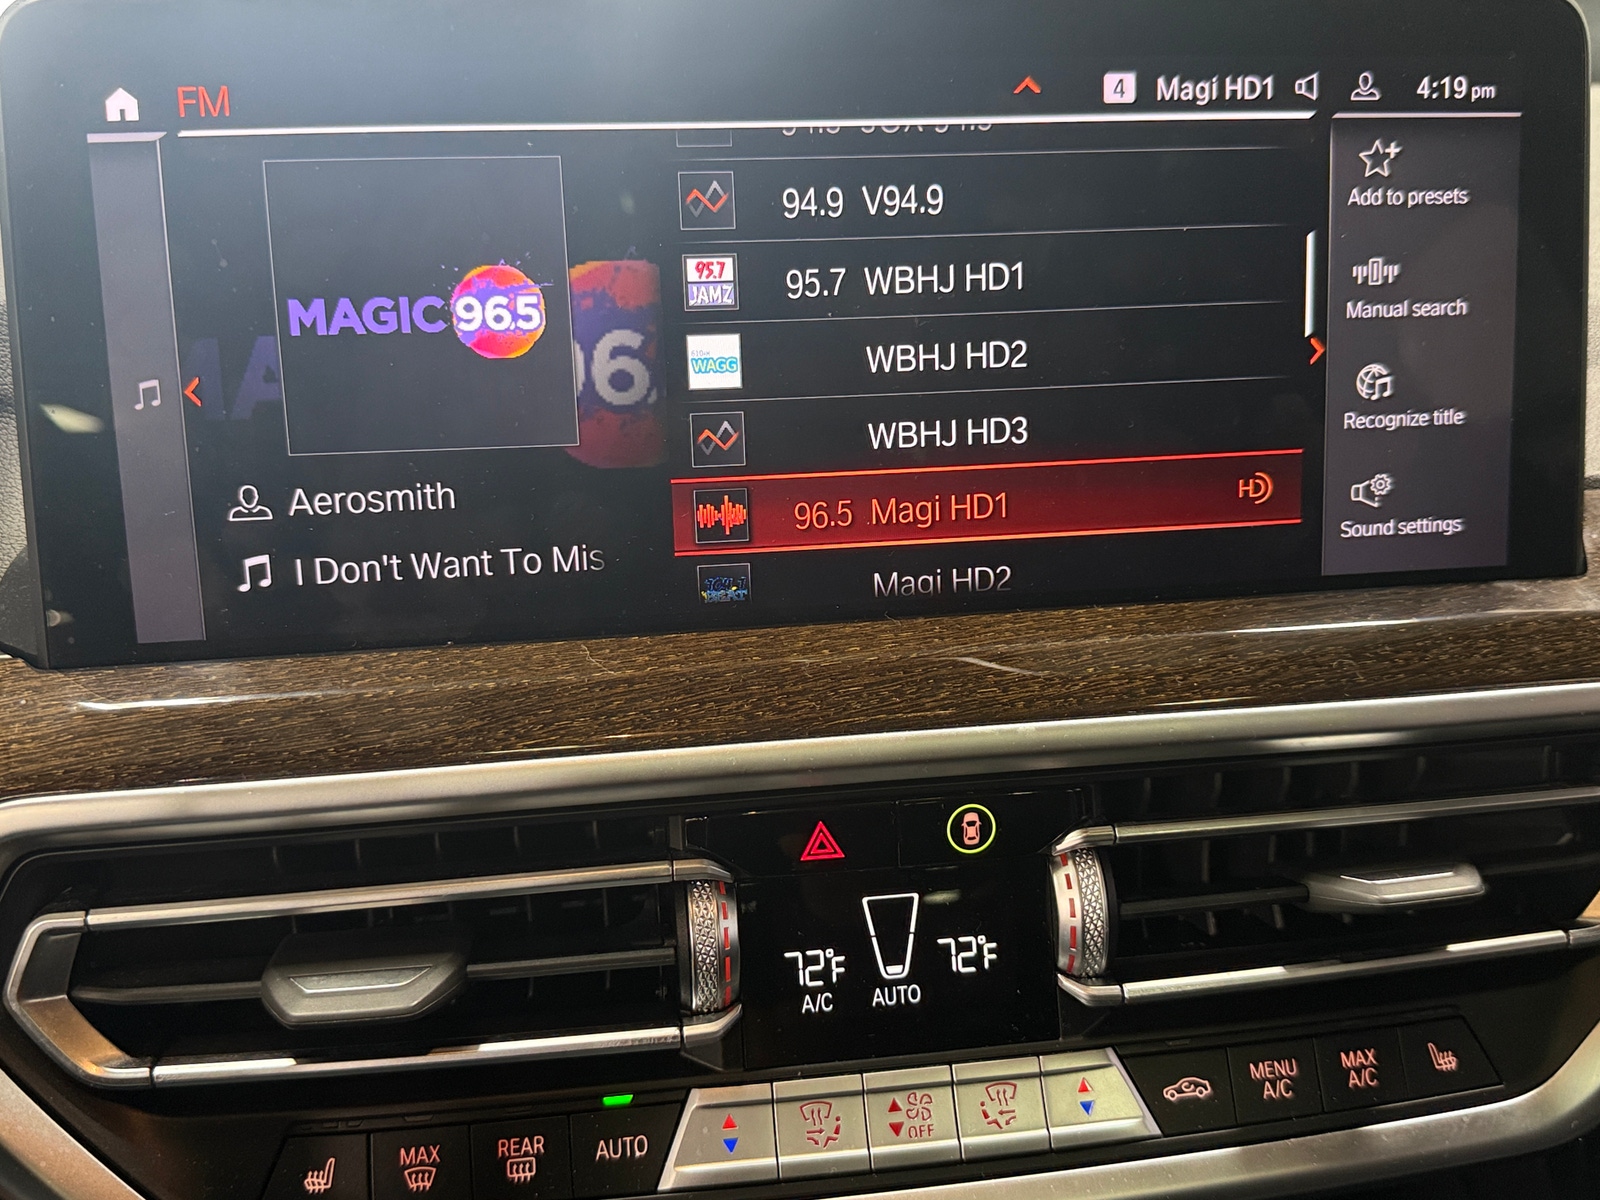 FM
4 Magi HD1 4:19 pm
94.9 V94.9
95.7 JAMZ
95.7 WBHJ HD1
610AM WAGG
WBHJ HD2
WBHJ HD3
96.5 Magi HD1 HD
Magi HD2
MAGIC 96.5
96.
Aerosmith
I Don't Want To Mis
Add to presets
Manual search
Recognize title
Sound settings
72°F
A/C
AUTO
72°F
MAX
REAR
AUTO
OFF
MENU
A/C
MAX
A/C